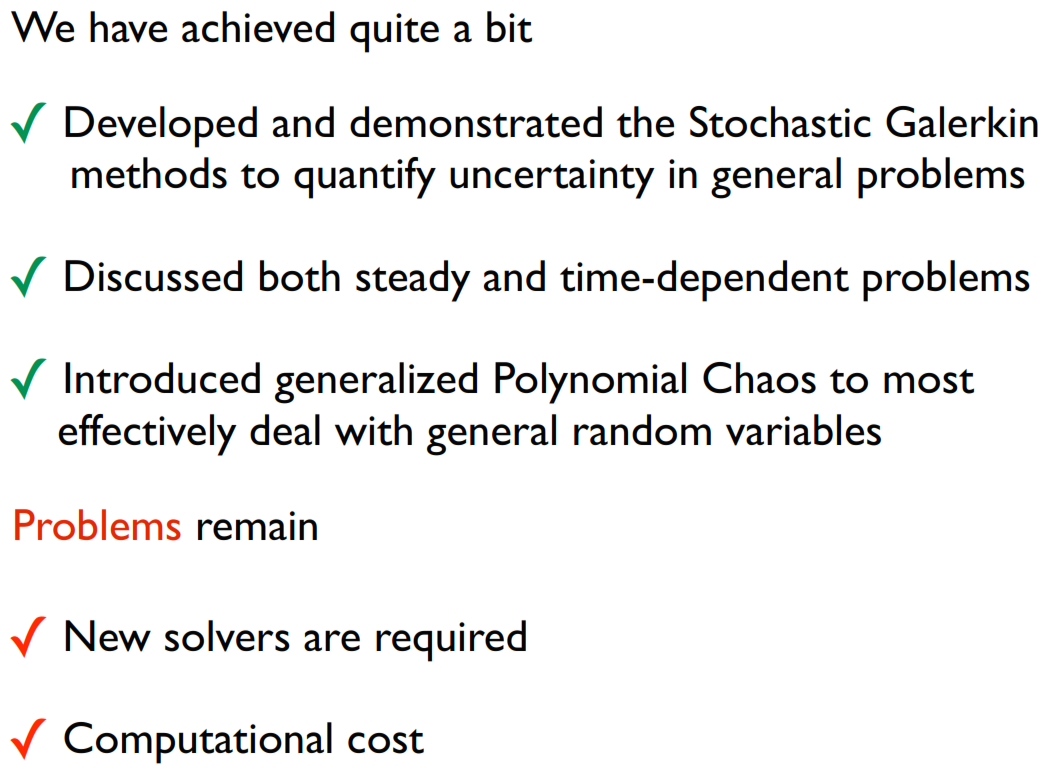 We have achieved quite a bit
✓ Developed and demonstrated the Stochastic Galerkin
methods to quantify uncertainty in general problems
✓ Discussed both steady and time-dependent problems
✓ Introduced generalized Polynomial Chaos to most
effectively deal with general random variables
Problems remain
✓ New solvers are required
✓ Computational cost